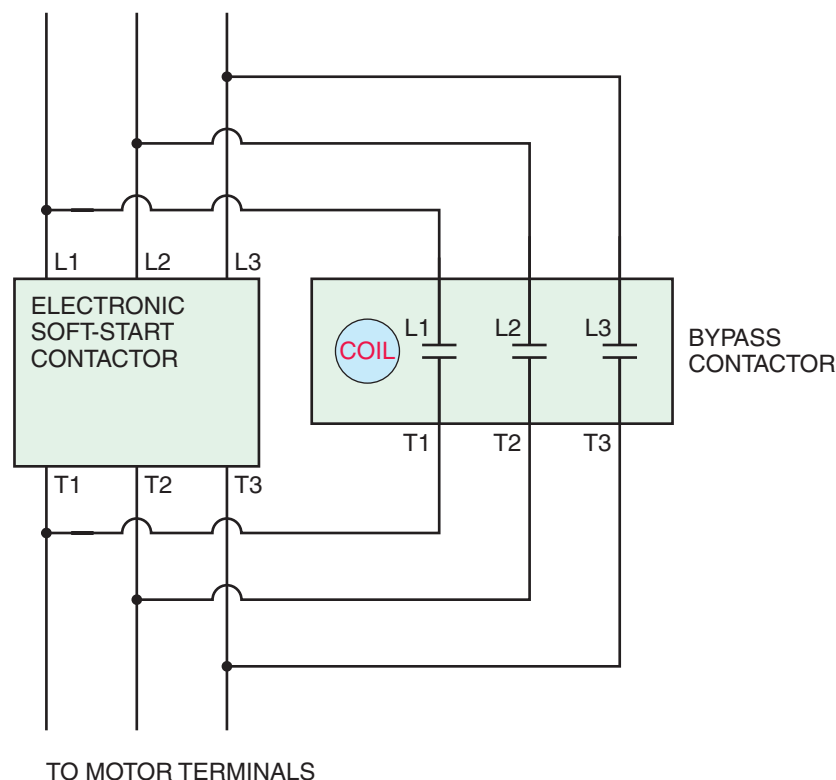 L1
L2
L3
ELECTRONIC
SOFT-START
CONTACTOR
COIL
L1
L2
L3
BYPASS
CONTACTOR
T1
T2
T3
T1
T2
T3
TO MOTOR TERMINALS